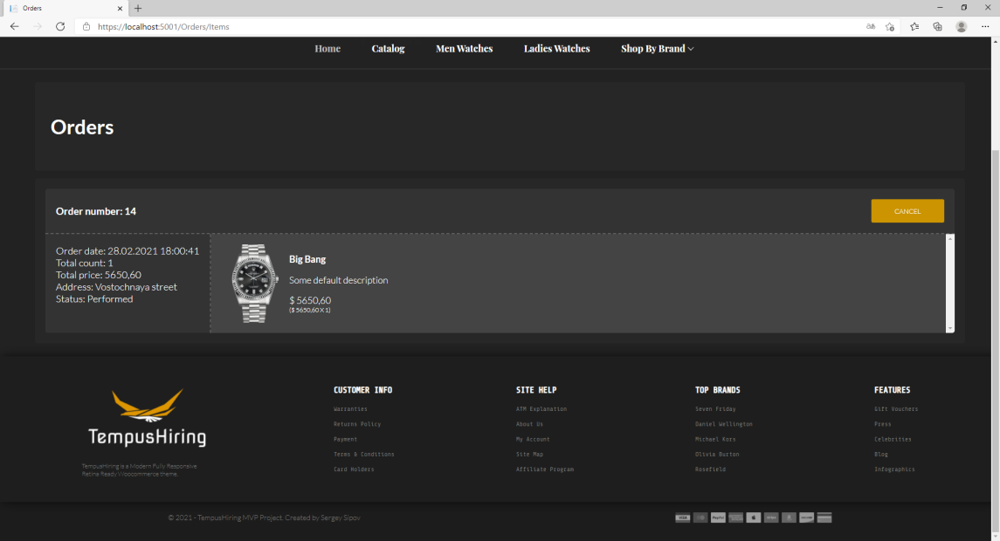 Orders
https://localhost:5001/Orders/Items
Home Catalog Men Watches Ladies Watches Shop By Brand
Orders
Order number: 14
CANCEL
Order date: 28.02.2021 18:00:41
Total count: 1
Total price: 5650,60
Address: Vostochnaya street
Status: Performed
Big Bang
Some default description
$ 5650,60
($ 5650,60 X 1)
TempusHiring
TempusHiring is a Modern Fully Responsive
Retina Ready Woocommerce theme.
CUSTOMER INFO
Warranties
Returns Policy
Payment
Terms & Conditions
Card Holders
SITE HELP
ATM Explanation
About Us
My Account
Site Map
Affiliate Program
TOP BRANDS
Seven Friday
Daniel Wellington
Michael Kors
Olivia Burton
Rosefield
FEATURES
Gift Vouchers
Press
Celebrities
Blog
Infographics
© 2021 - TempusHiring MVP Project. Created by Sergey Sipov
VISA
PayPal